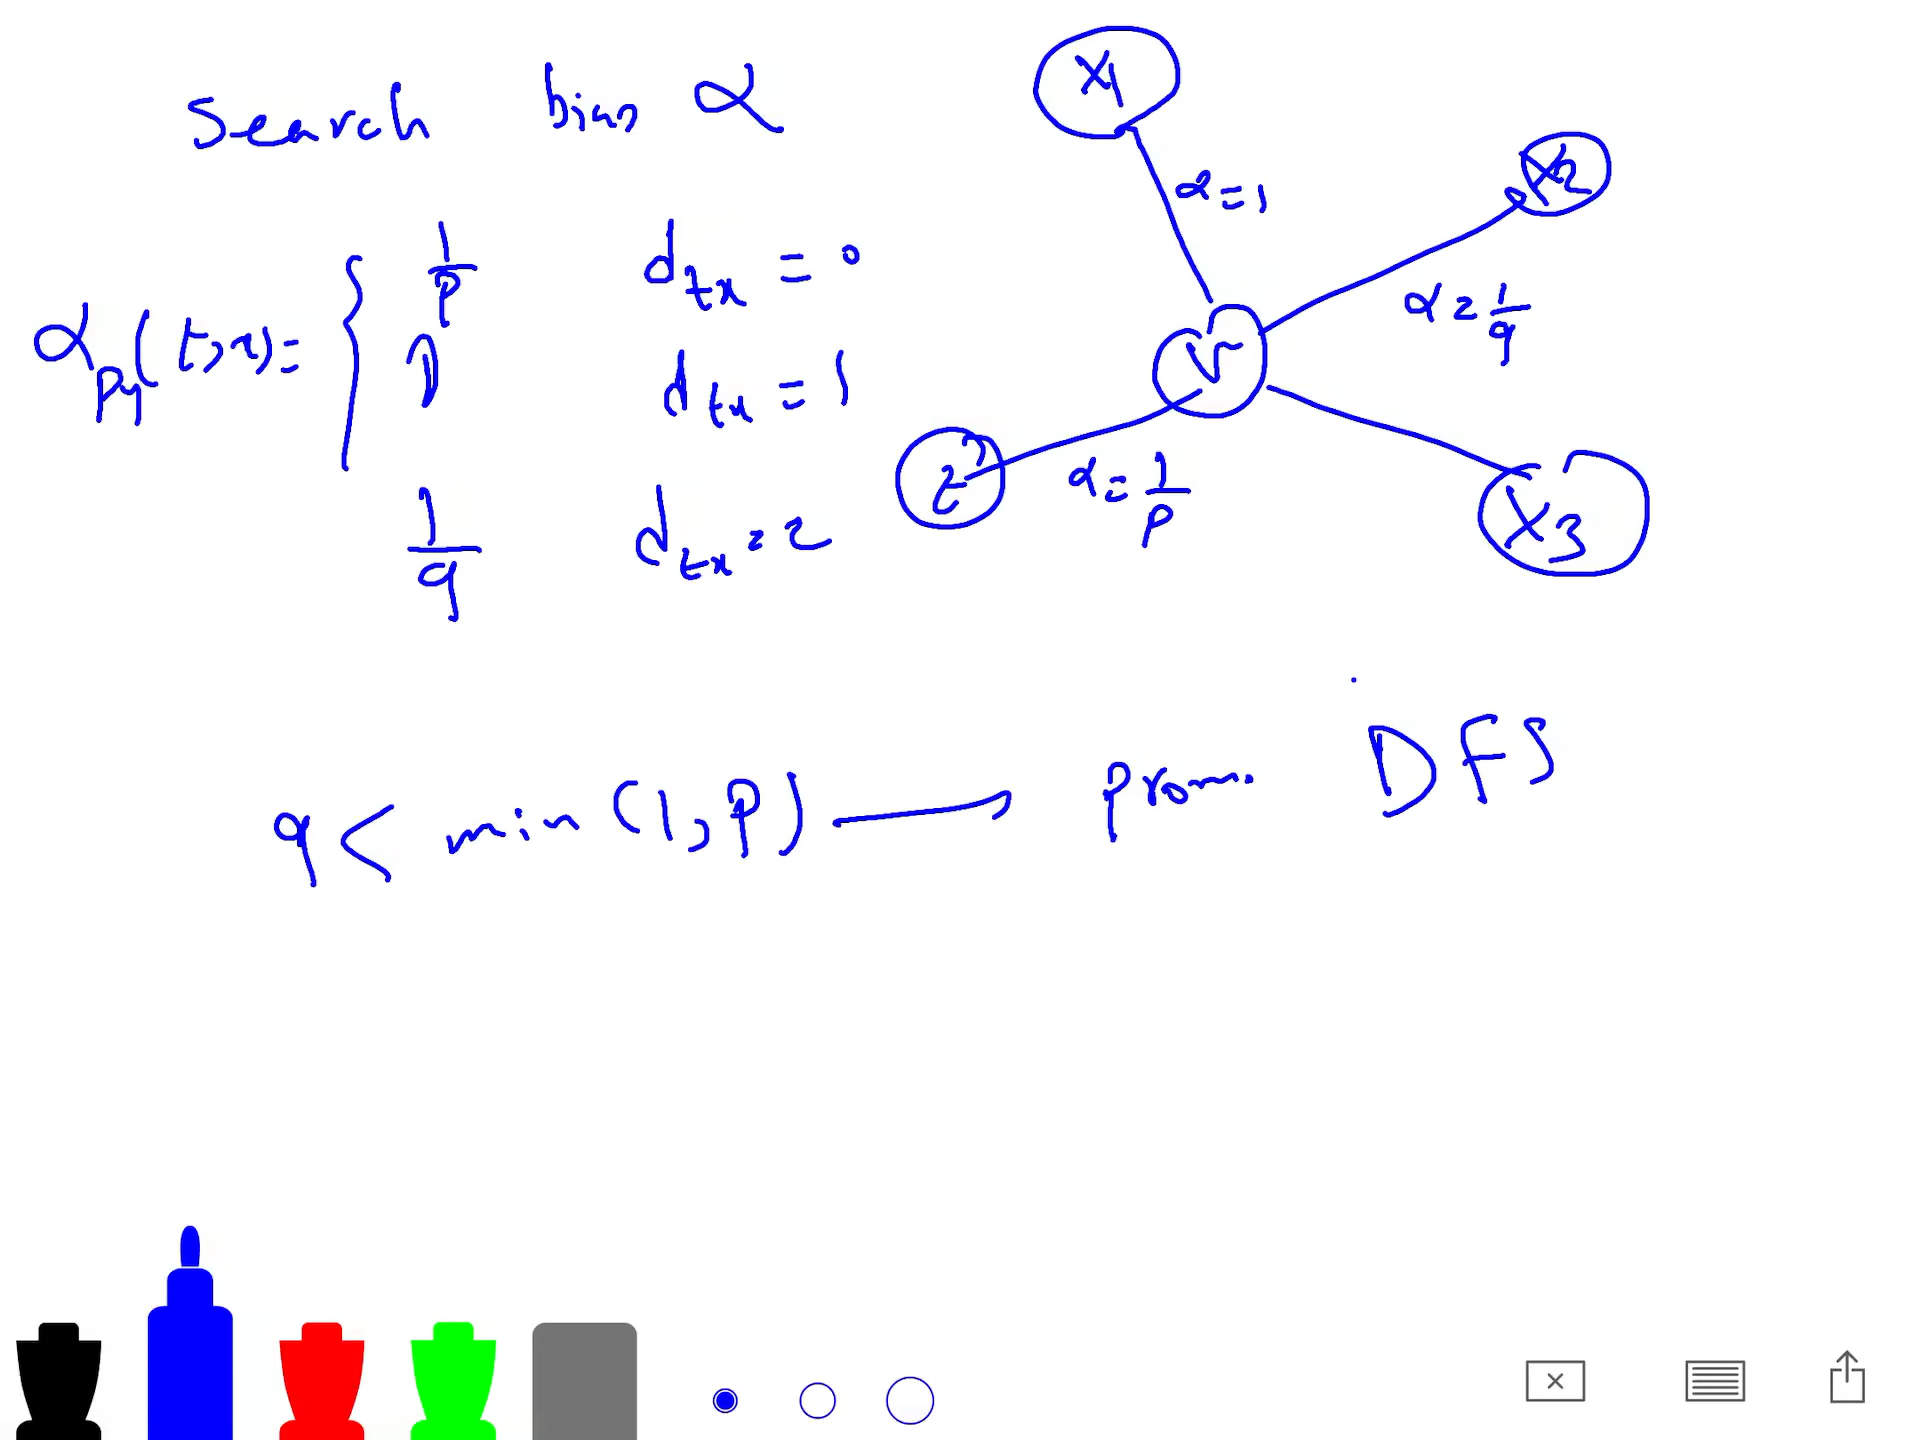 Search bias α
α_pq(t,x) = {
1/p d_tx = 0
1 d_tx = 1
1/q d_tx = 2
X1
α = 1
X2
α = 1/q
V
t
α = 1/p
X3
q < min (1, P) → prom. DFS